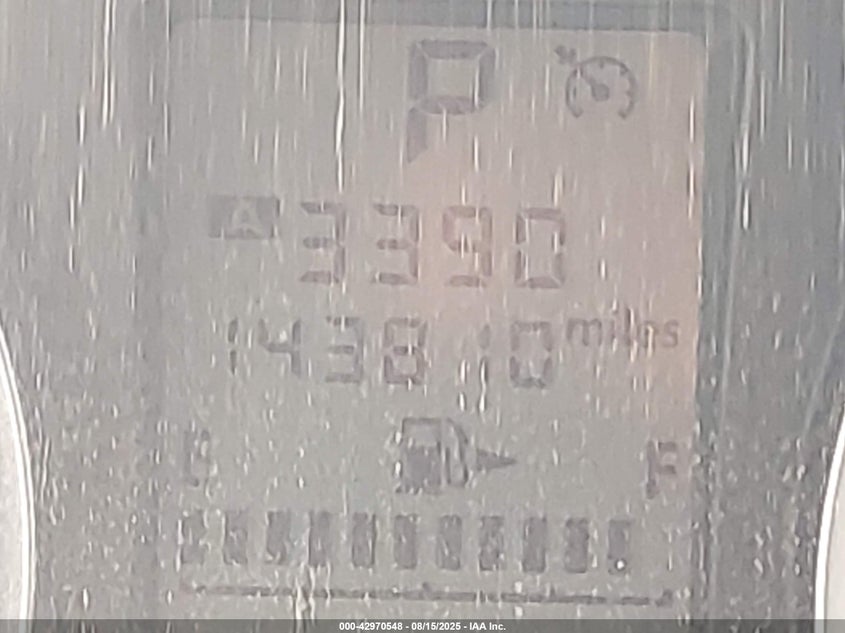 P
A 3390
143810 miles
E F
000-42970548 - 08/15/2025 - IAA Inc.